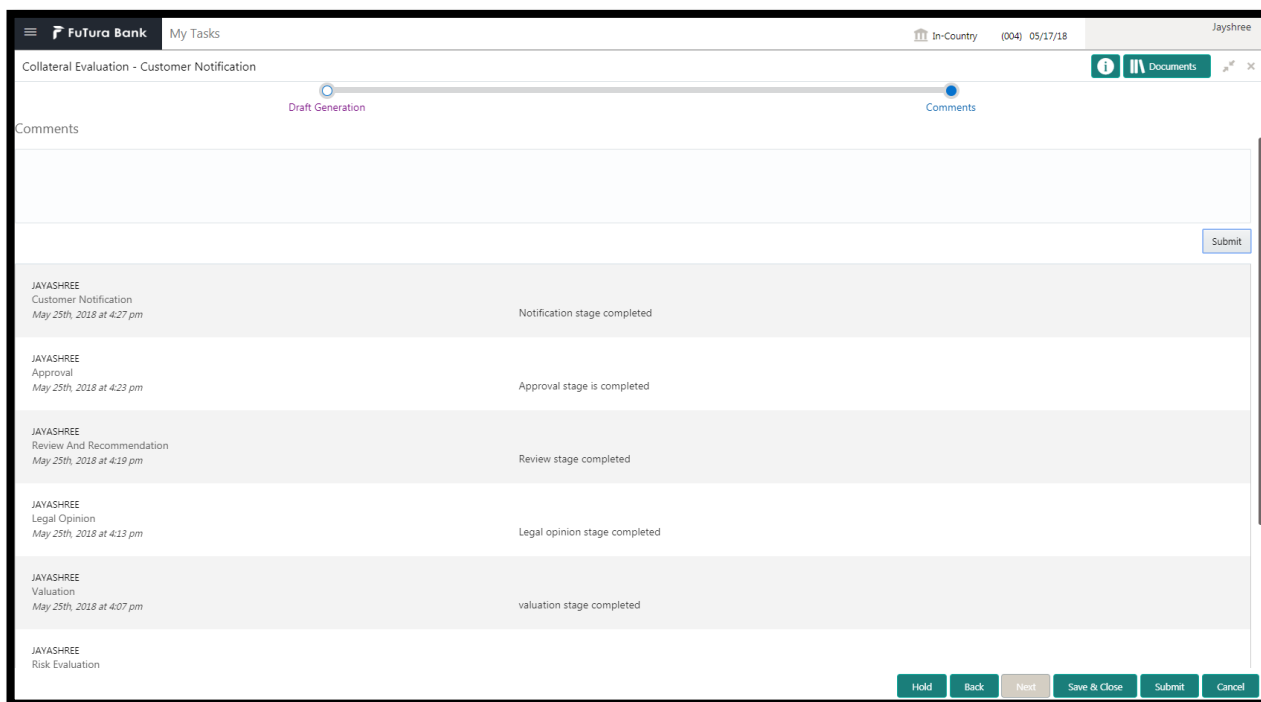 FuTura Bank
My Tasks
In-Country
(004) 05/17/18
Jayshree
Collateral Evaluation - Customer Notification
i
Documents
Draft Generation
Comments
Comments
Submit
JAYASHREE
Customer Notification
May 25th, 2018 at 4:27 pm
Notification stage completed
JAYASHREE
Approval
May 25th, 2018 at 4:23 pm
Approval stage is completed
JAYASHREE
Review And Recommendation
May 25th, 2018 at 4:19 pm
Review stage completed
JAYASHREE
Legal Opinion
May 25th, 2018 at 4:13 pm
Legal opinion stage completed
JAYASHREE
Valuation
May 25th, 2018 at 4:07 pm
valuation stage completed
JAYASHREE
Risk Evaluation
Hold
Back
Next
Save & Close
Submit
Cancel